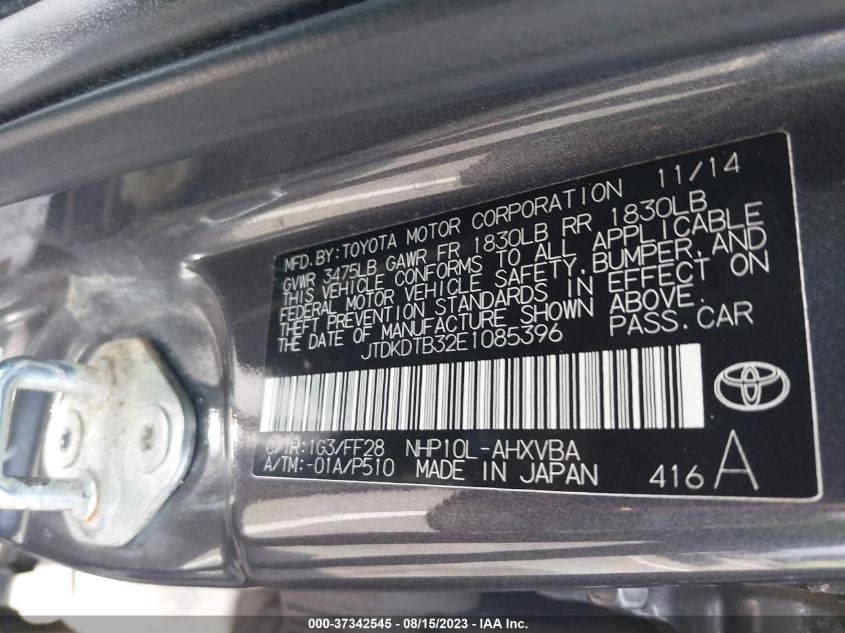 MFD. BY: TOYOTA MOTOR CORPORATION 11/14
GVWR 3475LB GAWR FR 1830LB RR 1830LB
THIS VEHICLE CONFORMS TO ALL APPLICABLE
FEDERAL MOTOR VEHICLE SAFETY, BUMPER, AND
THEFT PREVENTION STANDARDS IN EFFECT ON
THE DATE OF MANUFACTURE SHOWN ABOVE.
JTDKDTB32E1085396 PASS. CAR
C/TR: 1G3/FF28 NHP10L-AHXVBA
A/TM: -01A/P510 MADE IN JAPAN 416 A
000-37342545 - 08/15/2023 - IAA Inc.